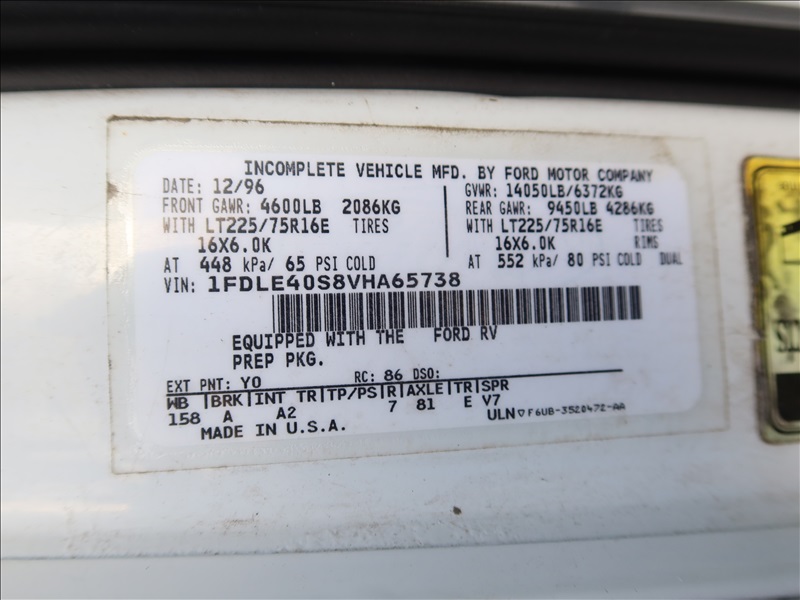 INCOMPLETE VEHICLE MFD. BY FORD MOTOR COMPANY
DATE: 12/96 GVWR: 14050LB/6372KG
FRONT GAWR: 4600LB 2086KG REAR GAWR: 9450LB 4286KG
WITH LT225/75R16E TIRES WITH LT225/75R16E TIRES
16X6.0K 16X6.0K RIMS
AT 448 kPa/ 65 PSI COLD AT 552 kPa/ 80 PSI COLD DUAL
VIN: 1FDLE40S8VHA65738
EQUIPPED WITH THE FORD RV
PREP PKG.
EXT PNT: YO RC: 86 DSO:
WB |BRK|INT TR|TP/PS|R|AXLE|TR|SPR
158 A A2 7 81 E V7
MADE IN U.S.A. ULN ▽ F6UB-3520472-AA